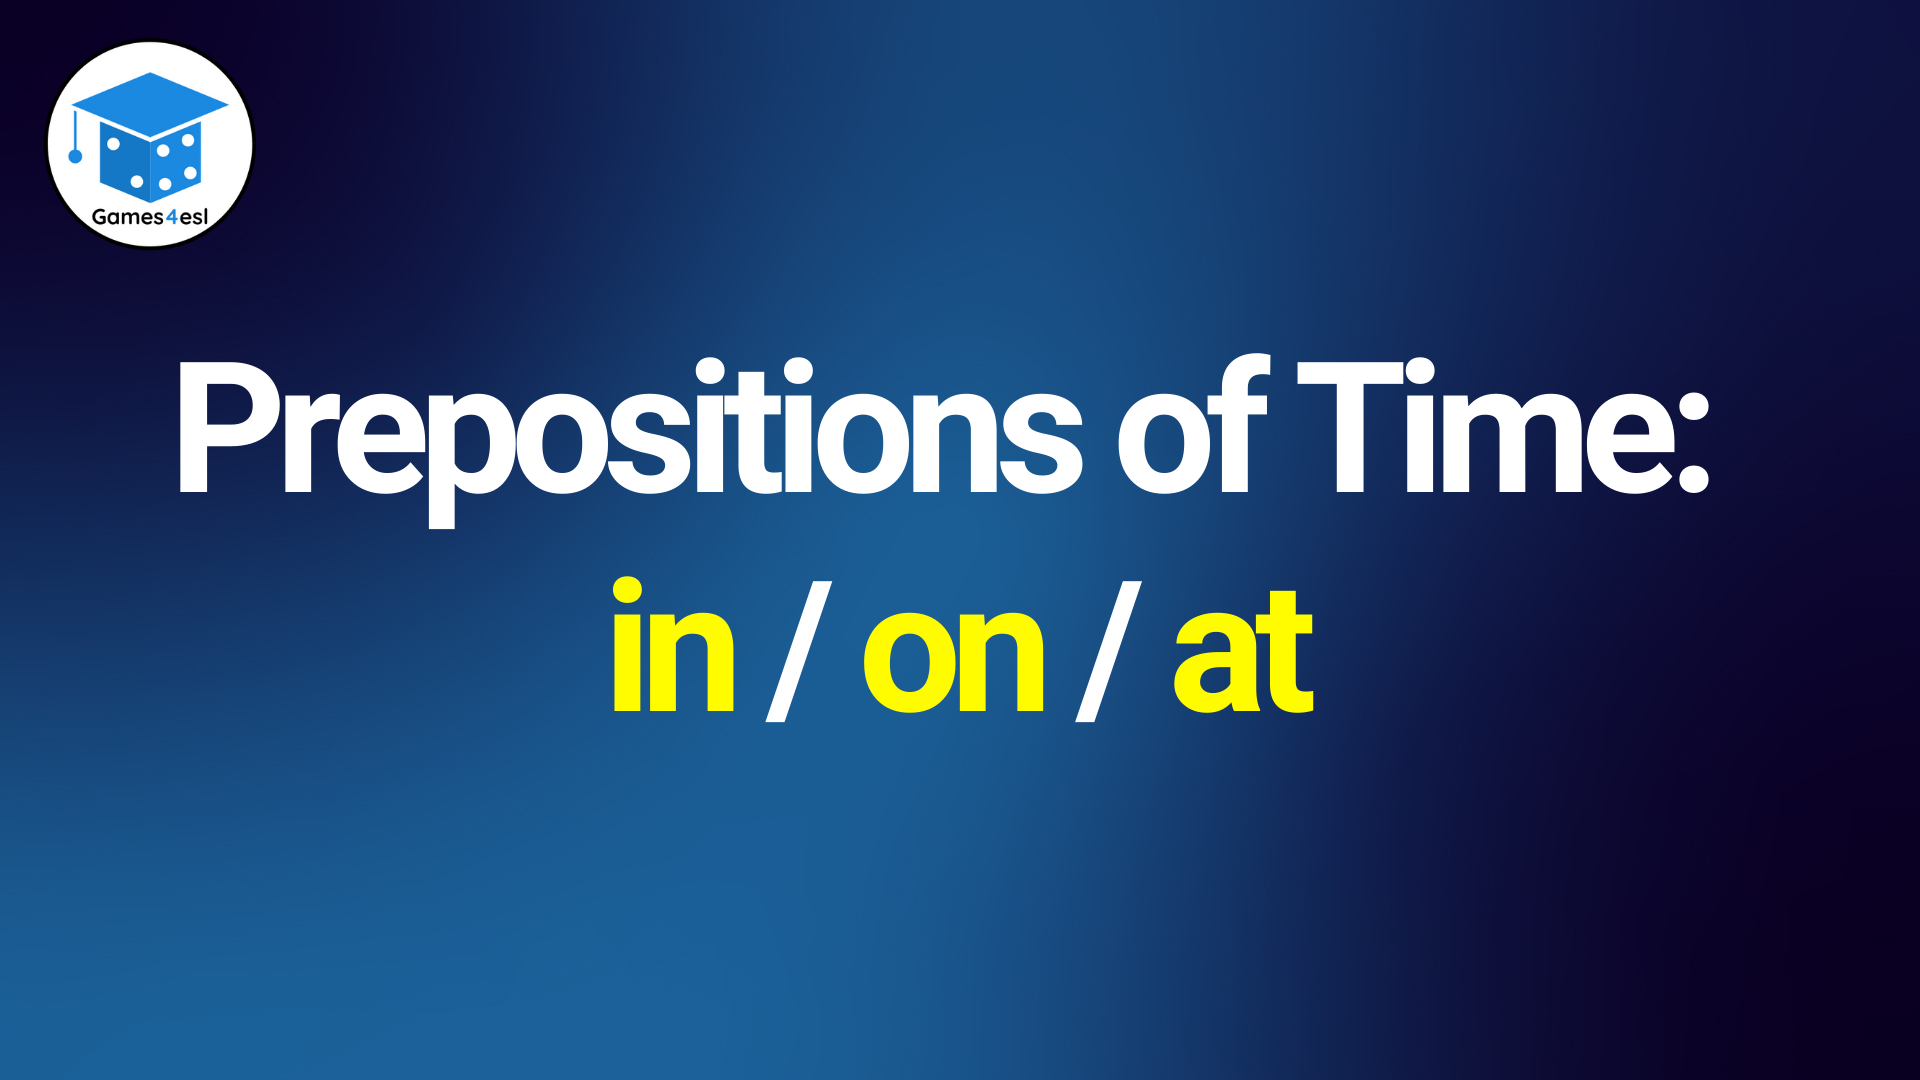 Games4esl
Prepositions of Time:
in / on / at